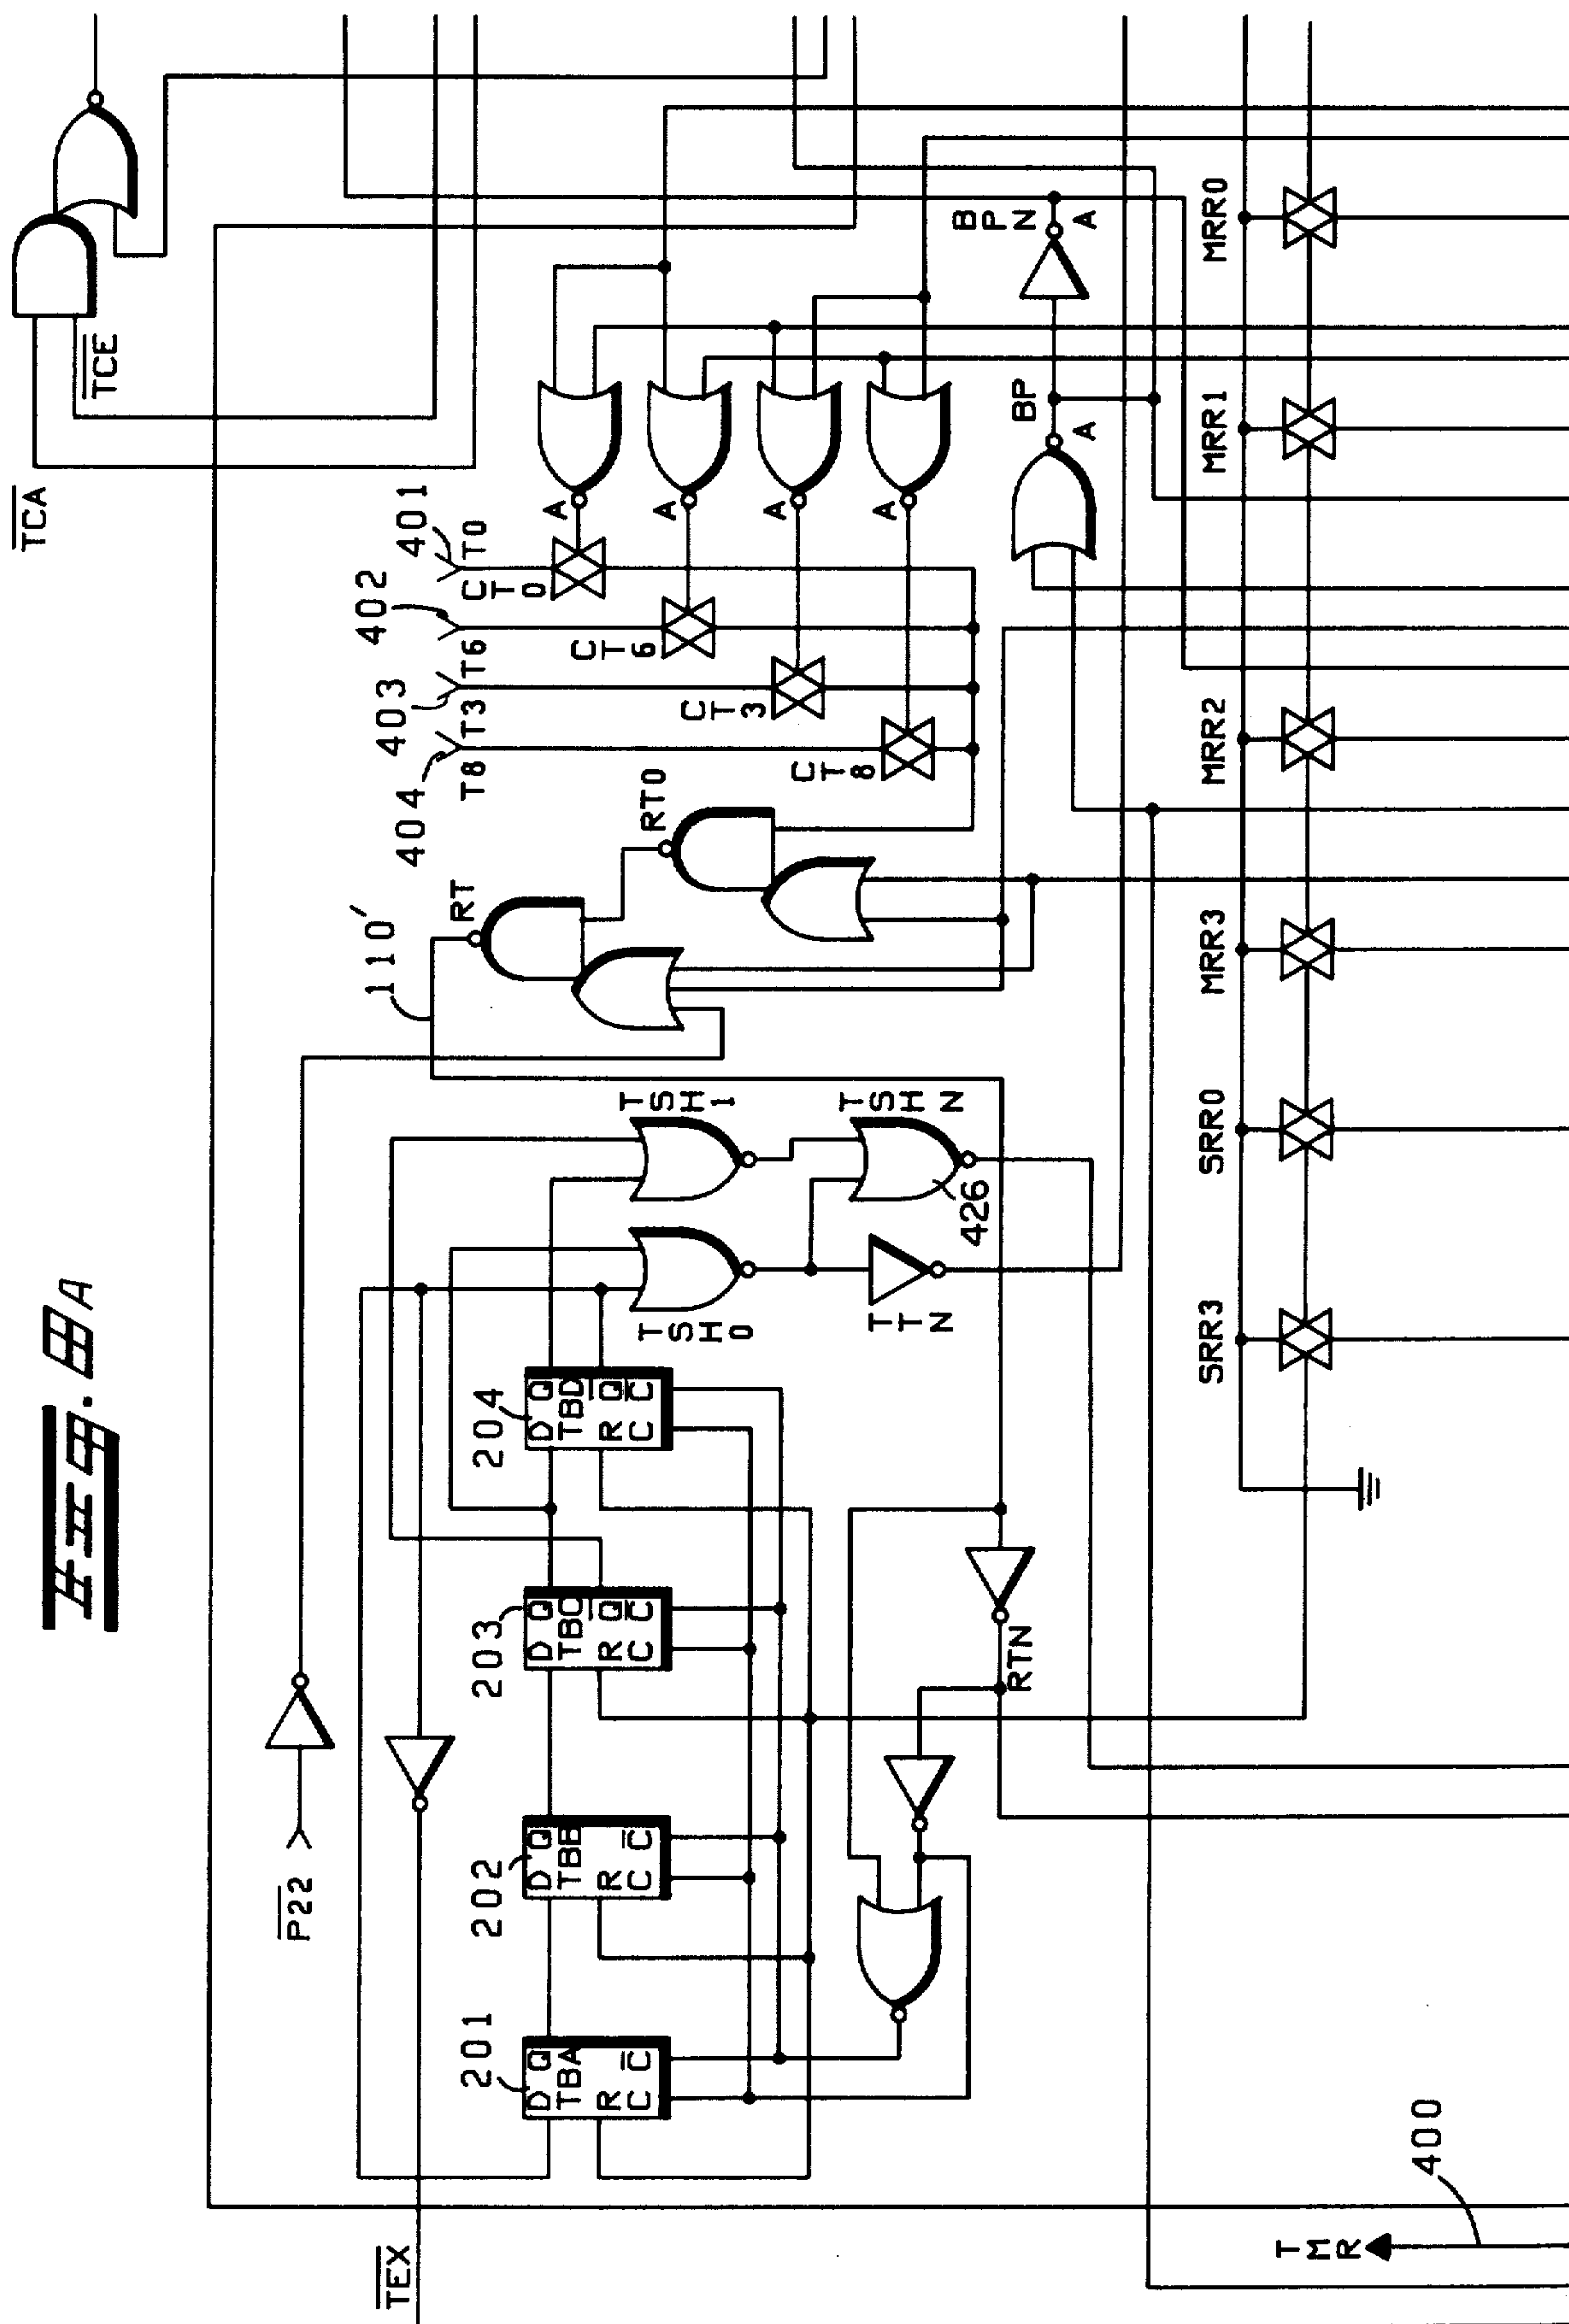 Fig. 8A
TCA
TCE
401
402
403
404
T0
T6
T3
T8
CT0
CT6
CT3
CT8
A
A
A
A
BPN
A
BP
A
MRR0
MRR1
MRR2
MRR3
SRR0
SRR3
RT0
RT
110'
TSH1
TSHN
426
TSH0
TTN
204
D Q
TBD
R Q
C C
203
D Q
TBC
R Q
C C
202
D Q
TBB
R
C C
201
D Q
TBA
R
C C
RTN
P22
TEX
TMR
400